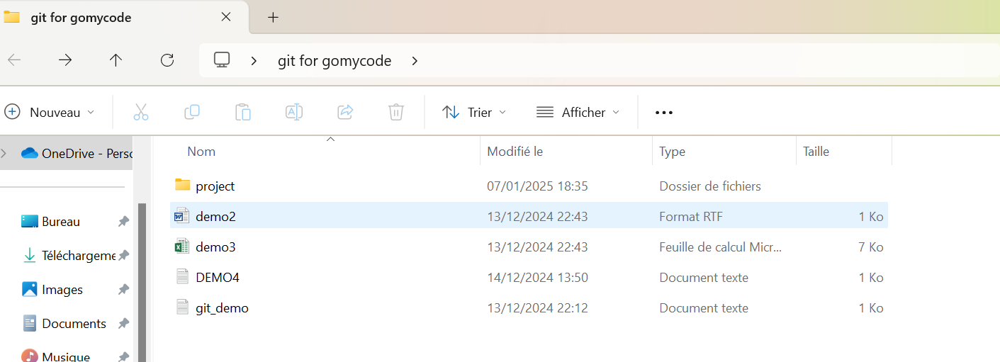 git for gomycode
git for gomycode
Nouveau Trier Afficher
OneDrive - Persc
Nom Modifié le Type Taille
project 07/01/2025 18:35 Dossier de fichiers
demo2 13/12/2024 22:43 Format RTF 1 Ko
demo3 13/12/2024 22:43 Feuille de calcul Micr... 7 Ko
DEMO4 14/12/2024 13:50 Document texte 1 Ko
git_demo 13/12/2024 22:12 Document texte 1 Ko
Bureau
Téléchargeme
Images
Documents
Musique